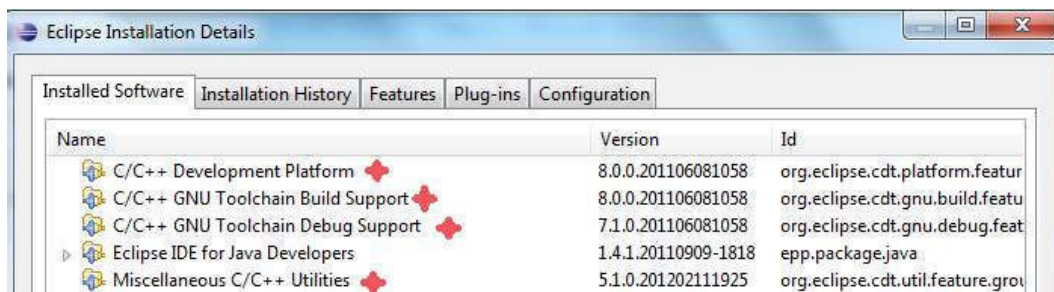 Eclipse Installation Details
Installed Software Installation History Features Plug-ins Configuration
Name Version Id
C/C++ Development Platform 8.0.0.201106081058 org.eclipse.cdt.platform.featur
C/C++ GNU Toolchain Build Support 8.0.0.201106081058 org.eclipse.cdt.gnu.build.featu
C/C++ GNU Toolchain Debug Support 7.1.0.201106081058 org.eclipse.cdt.gnu.debug.feat
Eclipse IDE for Java Developers 1.4.1.20110909-1818 epp.package.java
Miscellaneous C/C++ Utilities 5.1.0.201202111925 org.eclipse.cdt.util.feature.grou